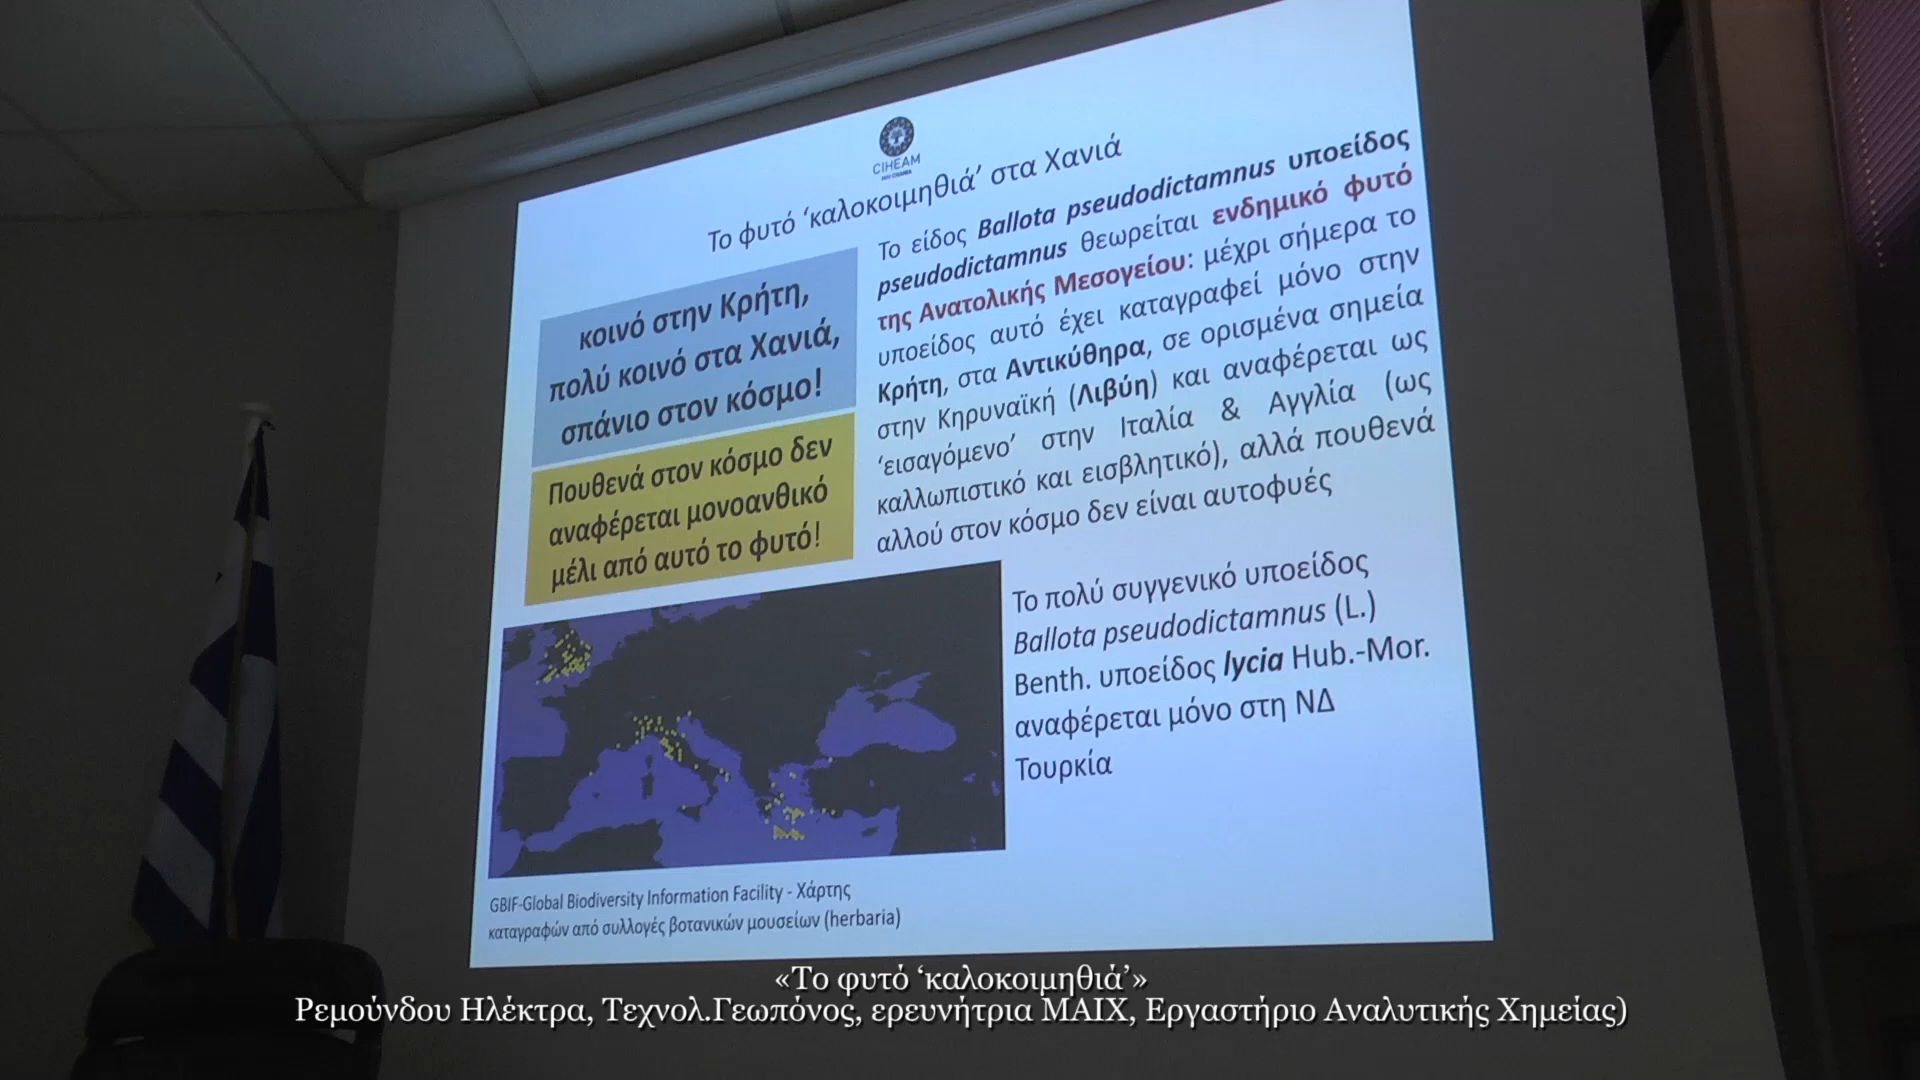 CIHEAM
Το φυτό ‘καλοκοιμηθιά’ στα Χανιά
κοινό στην Κρήτη,
πολύ κοινό στα Χανιά,
σπάνιο στον κόσμο!
Πουθενά στον κόσμο δεν
αναφέρεται μονοανθικό
μέλι από αυτό το φυτό!
Το είδος Ballota pseudodictamnus υποείδος
pseudodictamnus θεωρείται ενδημικό φυτό
της Ανατολικής Μεσογείου: μέχρι σήμερα το
υποείδος αυτό έχει καταγραφεί μόνο στην
Κρήτη, στα Αντικύθηρα, σε ορισμένα σημεία
στην Κηρυναϊκή (Λιβύη) και αναφέρεται ως
‘εισαγόμενο’ στην Ιταλία & Αγγλία (ως
καλλωπιστικό και εισβλητικό), αλλά πουθενά
αλλού στον κόσμο δεν είναι αυτοφυές
Το πολύ συγγενικό υποείδος
Ballota pseudodictamnus (L.)
Benth. υποείδος lycia Hub.-Mor.
αναφέρεται μόνο στη ΝΔ
Τουρκία
GBIF-Global Biodiversity Information Facility - Χάρτης
καταγραφών από συλλογές βοτανικών μουσείων (herbaria)
«Το φυτό ‘καλοκοιμηθιά’»
Ρεμούνδου Ηλέκτρα, Τεχνολ.Γεωπόνος, ερευνήτρια ΜΑΙΧ, Εργαστήριο Αναλυτικής Χημείας)